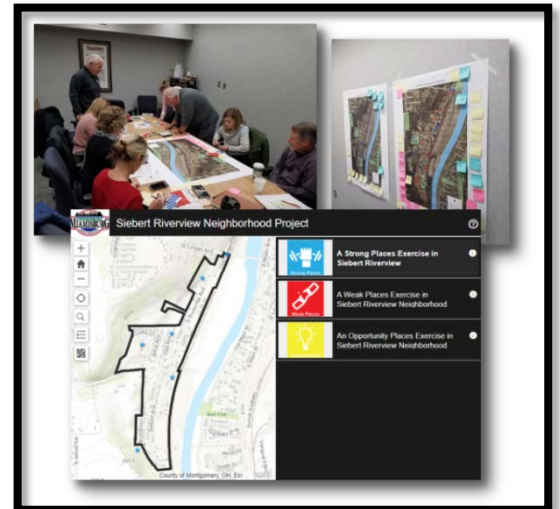 MIAMISBURG
Siebert Riverview Neighborhood Project
A Strong Places Exercise in
Siebert Riverview
Strong Places
A Weak Places Exercise in
Siebert Riverview Neighborhood
Weak Places
An Opportunity Places Exercise in
Siebert Riverview Neighborhood
County of Montgomery, OH, Esri